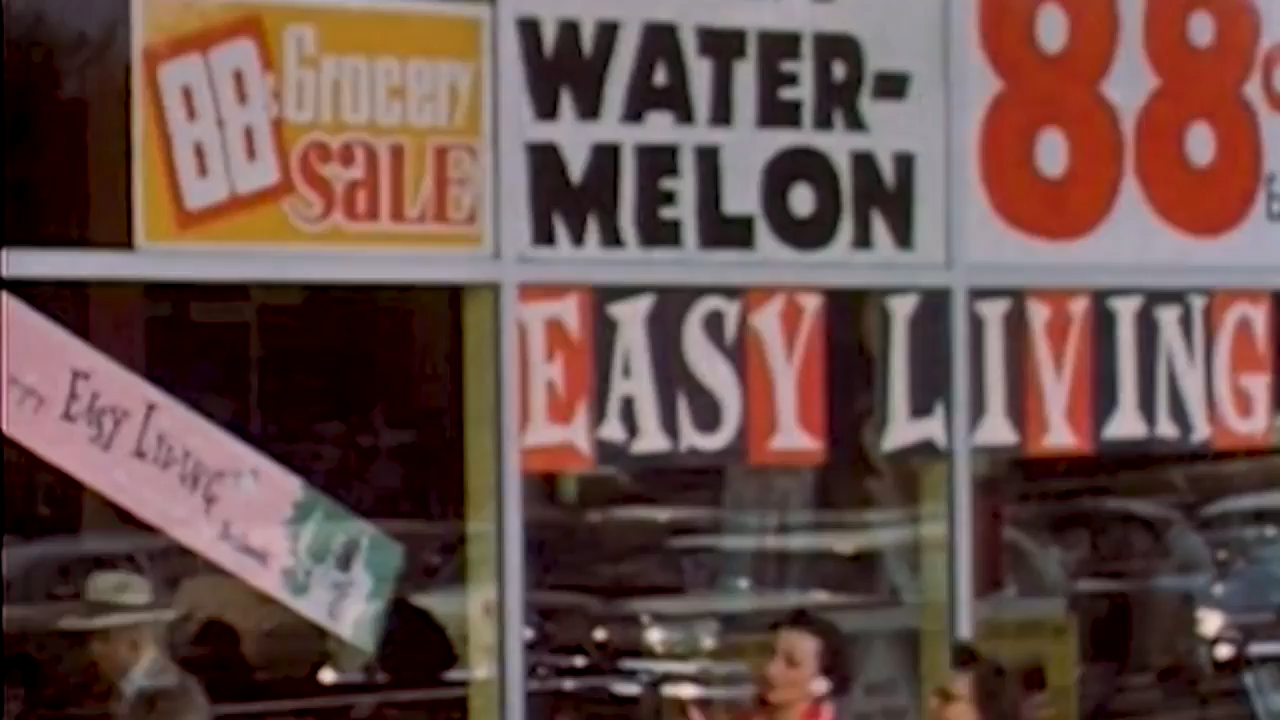 88¢ Grocery
SALE
WATER-
MELON
88¢
EASY LIVING
Easy Living